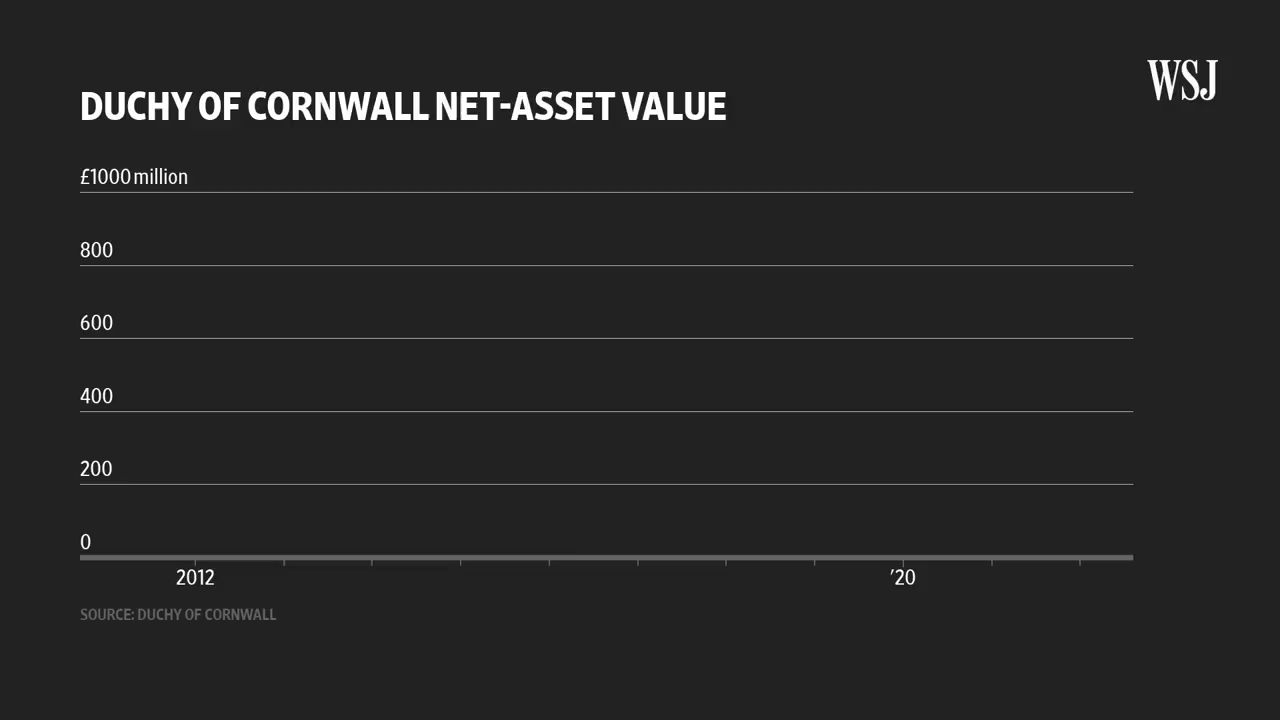 WSJ
DUCHY OF CORNWALL NET-ASSET VALUE
£1000 million
800
600
400
200
0
2012
'20
SOURCE: DUCHY OF CORNWALL